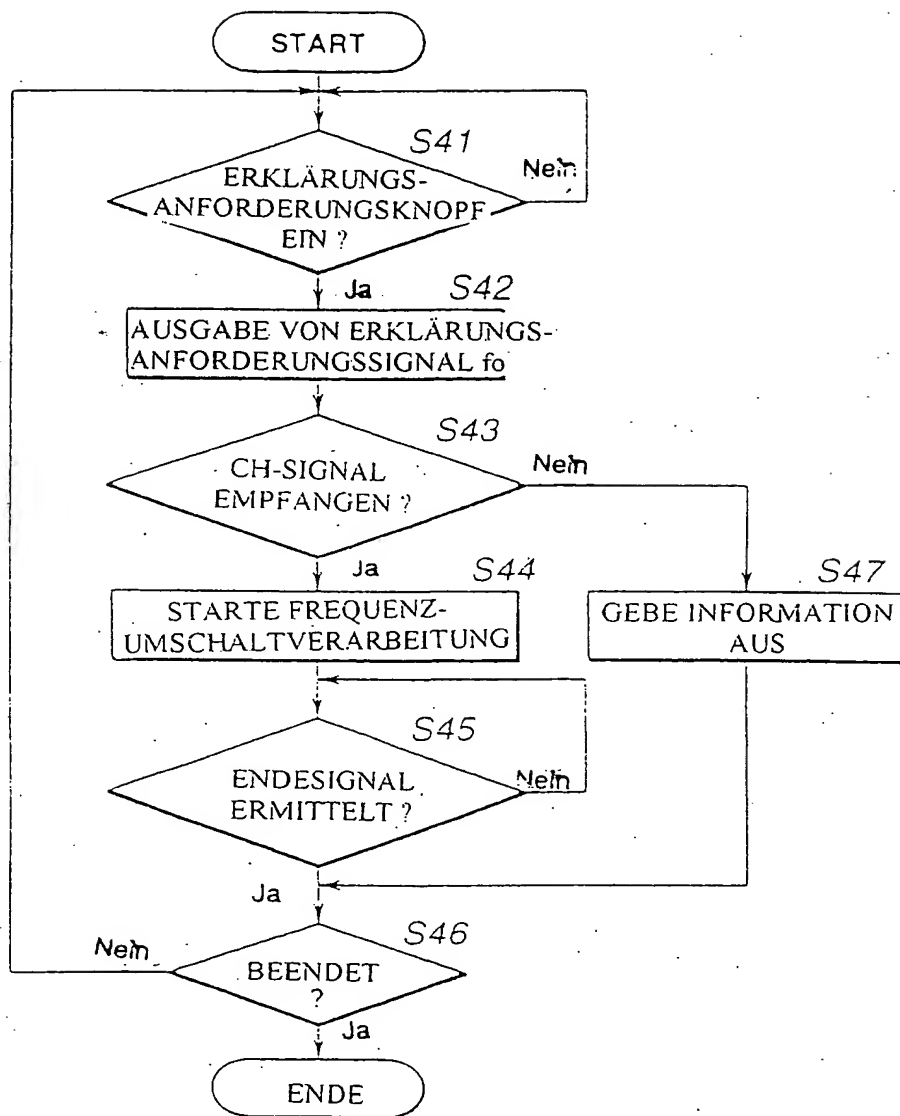 START
S41
ERKLÄRUNGS-
ANFORDERUNGSKNOPF
EIN ?
Nein
Ja
S42
AUSGABE VON ERKLÄRUNGS-
ANFORDERUNGSSIGNAL fo
S43
CH-SIGNAL
EMPFANGEN ?
Nein
Ja
S44
STARTE FREQUENZ-
UMSCHALTVERARBEITUNG
S47
GEBE INFORMATION
AUS
S45
ENDESIGNAL
ERMITTELT ?
Nein
Ja
S46
Nein
BEENDET
?
Ja
ENDE